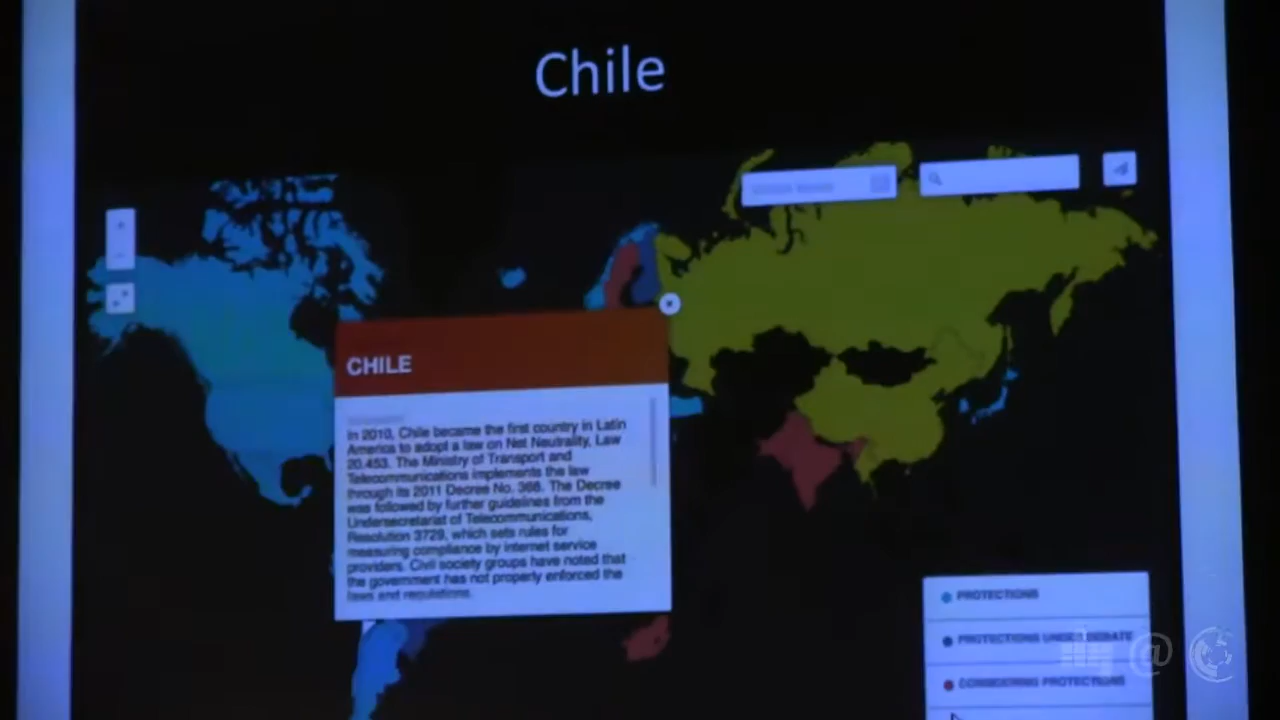 Chile
CHILE
In 2010, Chile became the first country in Latin
America to adopt a law on Net Neutrality, Law
20.453. The Ministry of Transport and
Telecommunications implements the law
through its 2011 Decree No. 368. The Decree
was followed by further guidelines from the
Undersecretariat of Telecommunications,
Resolution 3729, which sets rules for
measuring compliance by internet service
providers. Civil society groups have noted that
the government has not properly enforced the
laws and regulations.
PROTECTIONS
PROTECTIONS UNDER DEBATE
CONSIDERING PROTECTIONS
@